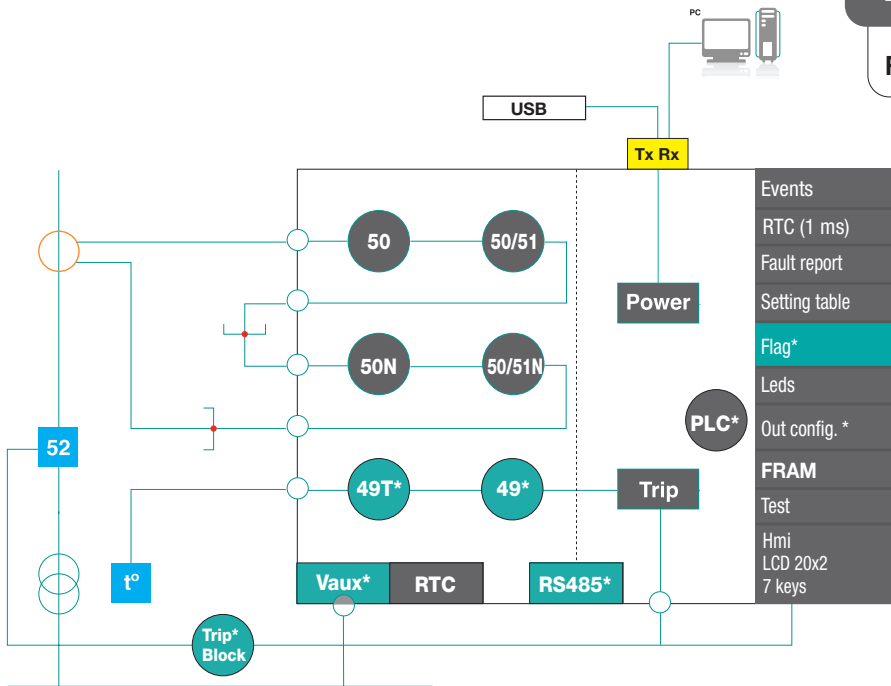 PC
USB
Tx Rx
Events
RTC (1 ms)
Fault report
Setting table
Flag*
Leds
Out config. *
FRAM
Test
Hmi
LCD 20x2
7 keys
50
50/51
Power
50N
50/51N
PLC*
52
49T*
49*
Trip
t°
Vaux*
RTC
RS485*
Trip*
Block